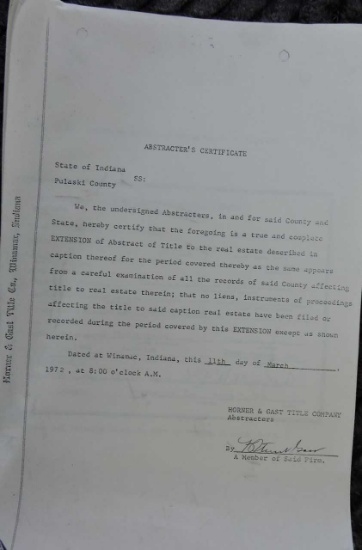 ABSTRACTER'S CERTIFICATE
State of Indiana
SS:
Pulaski County
We, the undersigned Abstracters, in and for said County and
State, hereby certify that the foregoing is a true and complete
EXTENSION of Abstract of Title to the real estate described in
caption thereof for the period covered thereby as the same appears
from a careful examination of all the records of said County affecting
title to real estate therein; that no liens, instruments of proceedings
affecting the title to said caption real estate have been filed or
recorded during the period covered by this EXTENSION except as shown
herein.
Dated at Winamac, Indiana, this 11th day of March,
1972, at 8:00 o'clock A.M.
HORNER & GAST TITLE COMPANY
Abstracters
By
A Member of Said Firm.
Horner & Gast Title Co., Winamac, Indiana